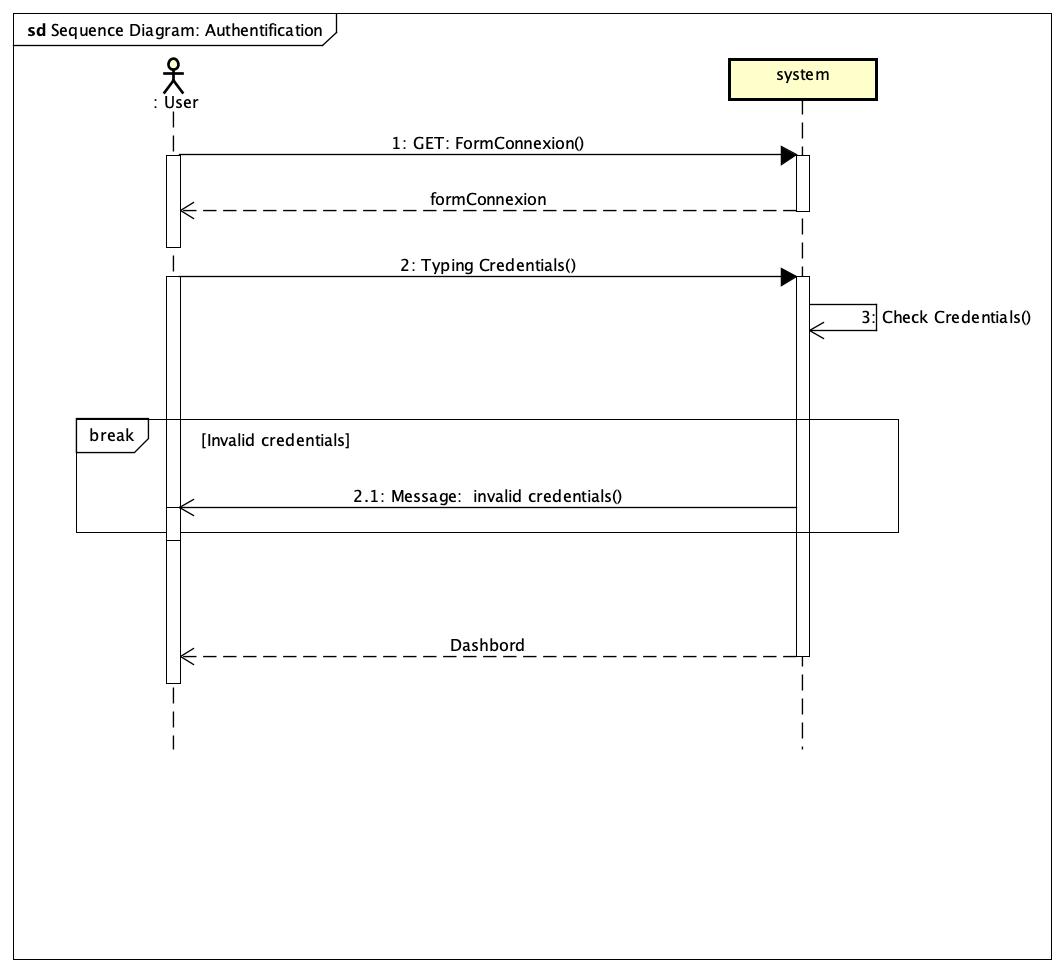 sd Sequence Diagram: Authentification
: User
system
1: GET: FormConnexion()
formConnexion
2: Typing Credentials()
3: Check Credentials()
break
[Invalid credentials]
2.1: Message:  invalid credentials()
Dashbord